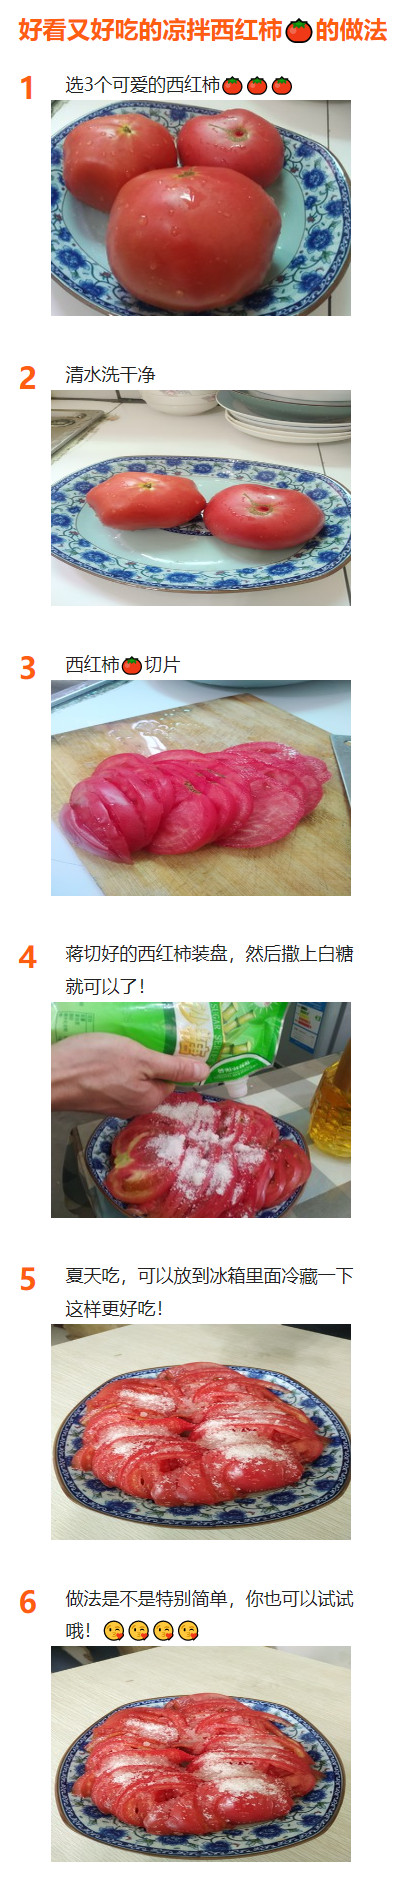 好看又好吃的凉拌西红柿🍅的做法
1
选3个可爱的西红柿🍅🍅🍅
2
清水洗干净
3
西红柿🍅切片
4
蒋切好的西红柿装盘，然后撒上白糖
就可以了！
SUGAR
5
夏天吃，可以放到冰箱里面冷藏一下
这样更好吃！
6
做法是不是特别简单，你也可以试试
哦！😘😘😘😘